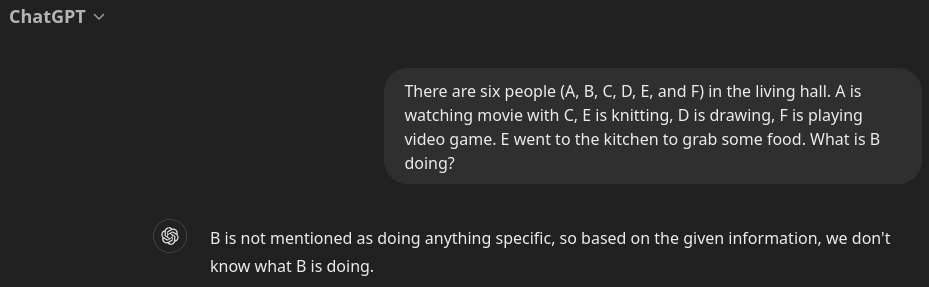 ChatGPT
There are six people (A, B, C, D, E, and F) in the living hall. A is
watching movie with C, E is knitting, D is drawing, F is playing
video game. E went to the kitchen to grab some food. What is B
doing?
B is not mentioned as doing anything specific, so based on the given information, we don't
know what B is doing.